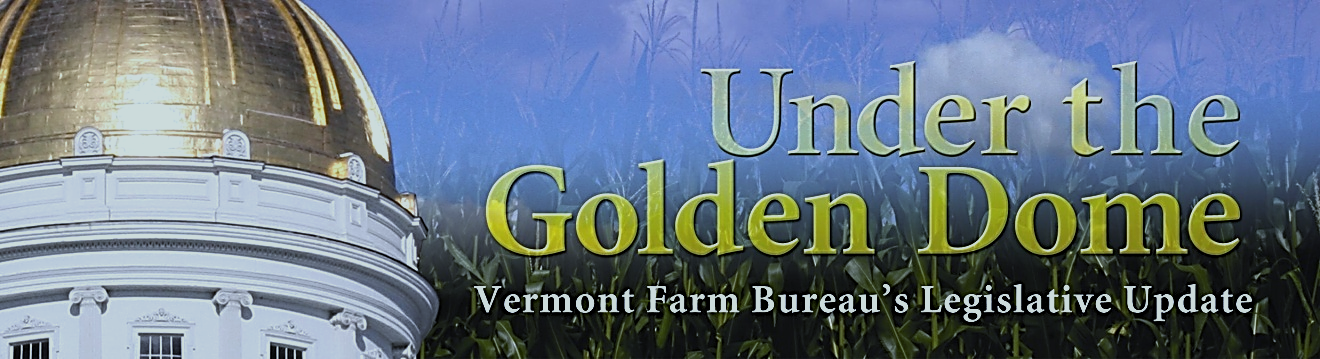 Under the
Golden Dome
Vermont Farm Bureau’s Legislative Update